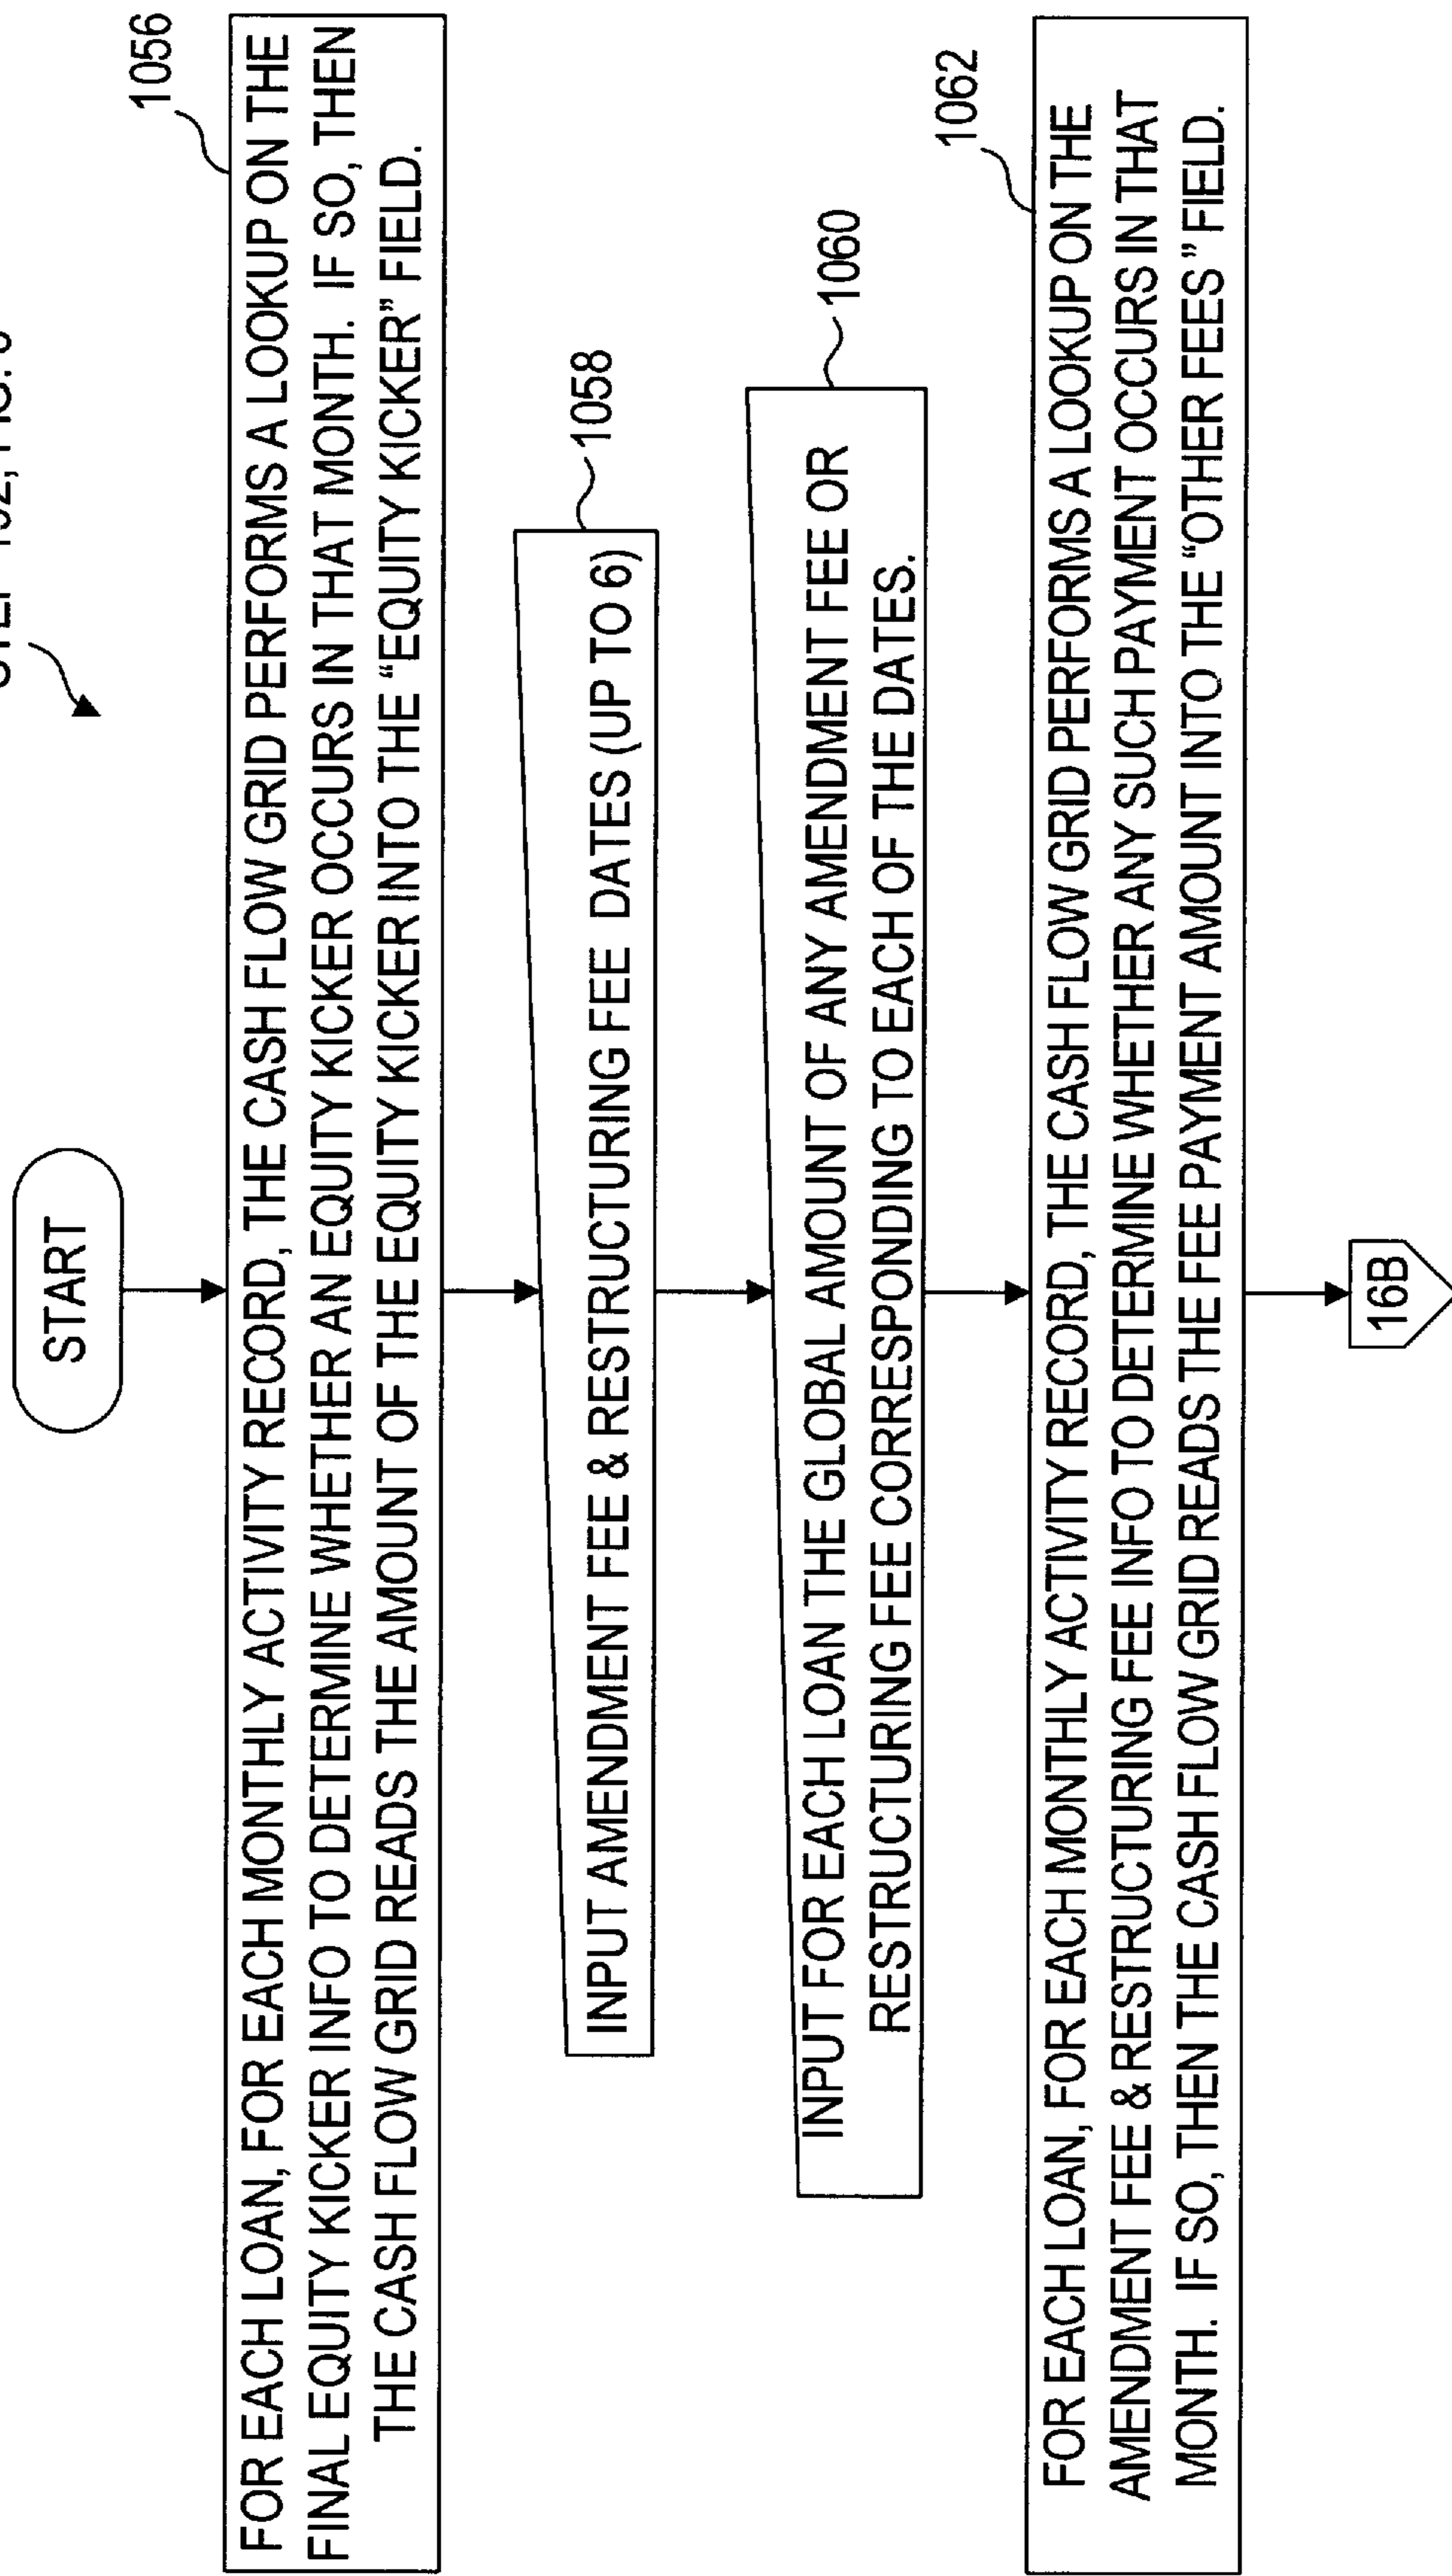 START
1056
FOR EACH LOAN, FOR EACH MONTHLY ACTIVITY RECORD, THE CASH FLOW GRID PERFORMS A LOOKUP ON THE
FINAL EQUITY KICKER INFO TO DETERMINE WHETHER AN EQUITY KICKER OCCURS IN THAT MONTH. IF SO, THEN
THE CASH FLOW GRID READS THE AMOUNT OF THE EQUITY KICKER INTO THE “EQUITY KICKER” FIELD.
1058
INPUT AMENDMENT FEE & RESTRUCTURING FEE DATES (UP TO 6)
1060
INPUT FOR EACH LOAN THE GLOBAL AMOUNT OF ANY AMENDMENT FEE OR
RESTRUCTURING FEE CORRESPONDING TO EACH OF THE DATES.
1062
FOR EACH LOAN, FOR EACH MONTHLY ACTIVITY RECORD, THE CASH FLOW GRID PERFORMS A LOOKUP ON THE
AMENDMENT FEE & RESTRUCTURING FEE INFO TO DETERMINE WHETHER ANY SUCH PAYMENT OCCURS IN THAT
MONTH. IF SO, THEN THE CASH FLOW GRID READS THE FEE PAYMENT AMOUNT INTO THE “OTHER FEES ” FIELD.
16B